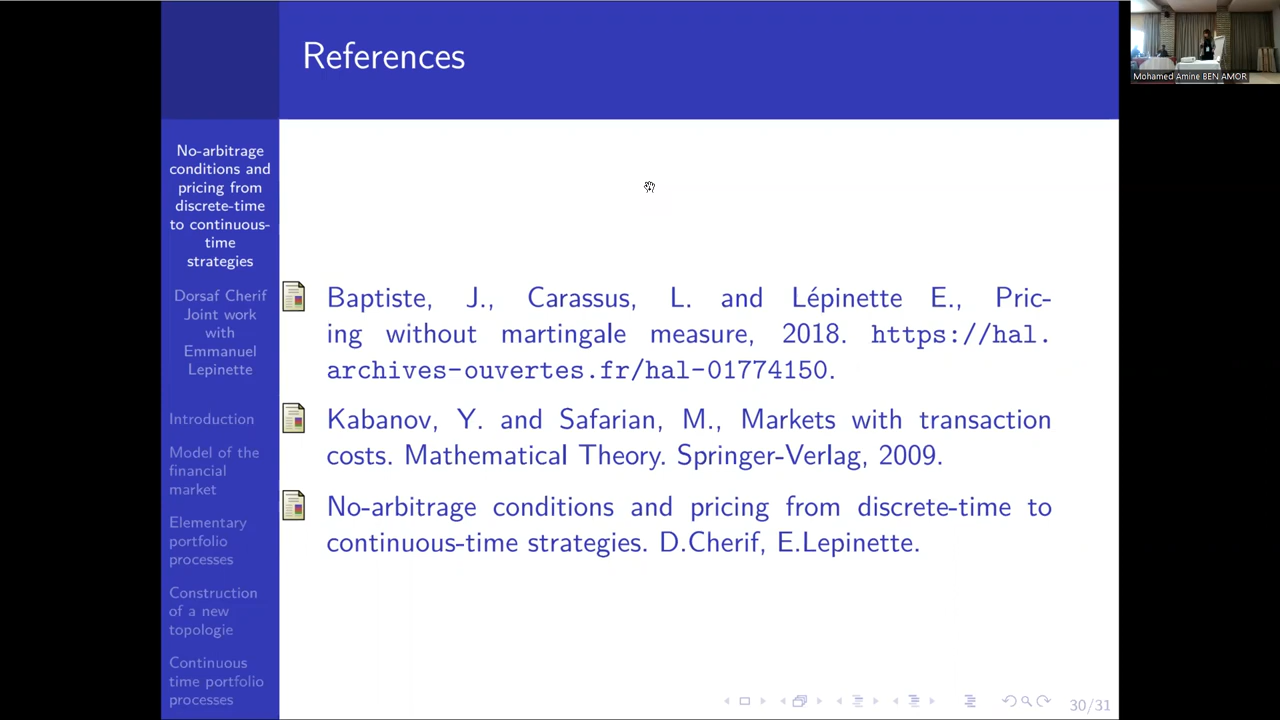 References
No-arbitrage
conditions and
pricing from
discrete-time
to continuous-
time
strategies
Dorsaf Cherif
Joint work
with
Emmanuel
Lepinette
Introduction
Model of the
financial
market
Elementary
portfolio
processes
Construction
of a new
topologie
Continuous
time portfolio
processes
Baptiste, J., Carassus, L. and Lépinette E., Pric-
ing without martingale measure, 2018. https://hal.
archives-ouvertes.fr/hal-01774150.
Kabanov, Y. and Safarian, M., Markets with transaction
costs. Mathematical Theory. Springer-Verlag, 2009.
No-arbitrage conditions and pricing from discrete-time to
continuous-time strategies. D.Cherif, E.Lepinette.
30/31
Mohamed Amine BEN AMOR